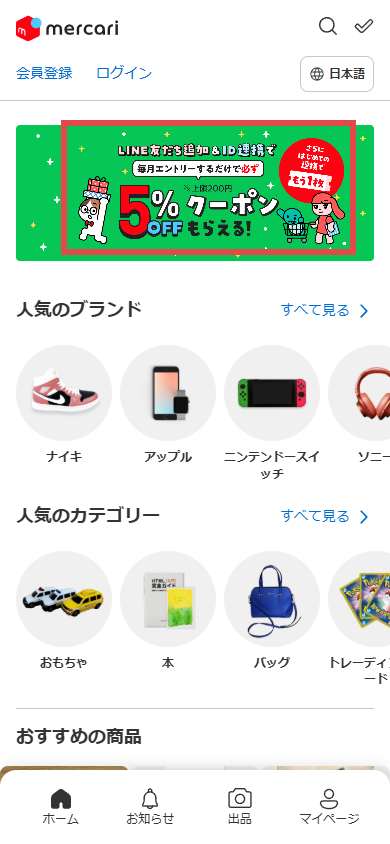 mercari
会員登録 ログイン 日本語
LINE友だち追加&ID連携で
毎月エントリーするだけで必ず
※上限200円
5%OFFクーポンもらえる!
さらに
はじめての
連携で
もう1枚
人気のブランド すべて見る
ナイキ アップル ニンテンドースイッチ ソニー
人気のカテゴリー すべて見る
おもちゃ 本 バッグ トレーディン
ード
おすすめの商品
ホーム お知らせ 出品 マイページ